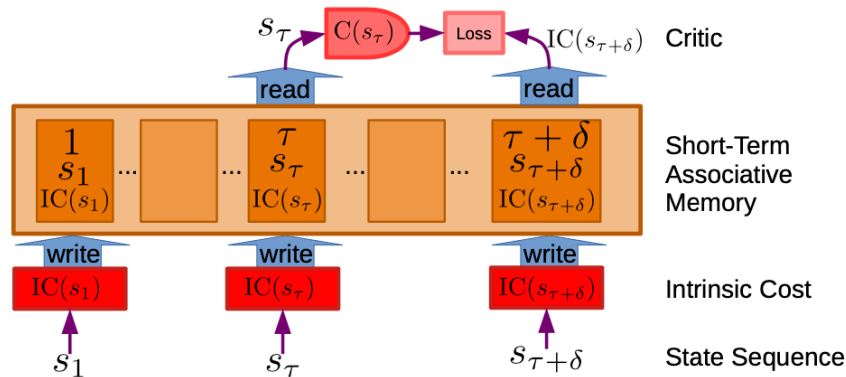 s_τ C(s_τ) Loss IC(s_{τ+δ}) Critic
read read
1 τ τ + δ
s_1 ... ... s_τ ... ... s_{τ+δ}
IC(s_1) IC(s_τ) IC(s_{τ+δ})
Short-Term
Associative
Memory
write write write
IC(s_1) IC(s_τ) IC(s_{τ+δ}) Intrinsic Cost
s_1 s_τ s_{τ+δ} State Sequence